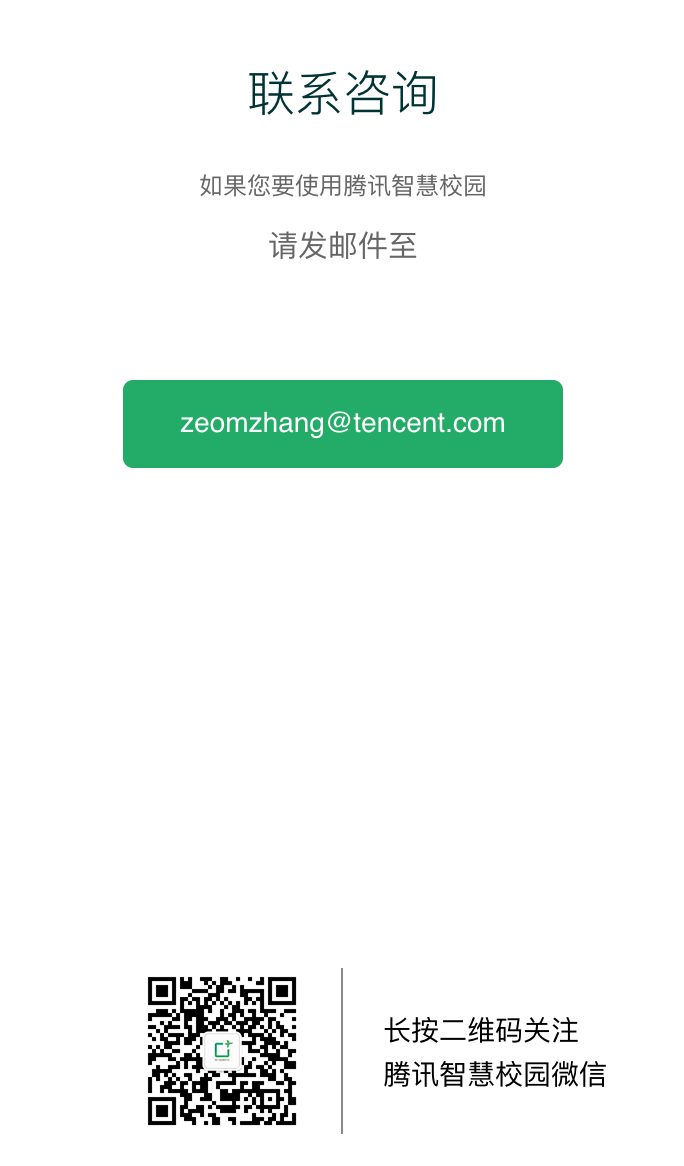 联系咨询
如果您要使用腾讯智慧校园
请发邮件至
zeomzhang@tencent.com
长按二维码关注
腾讯智慧校园微信